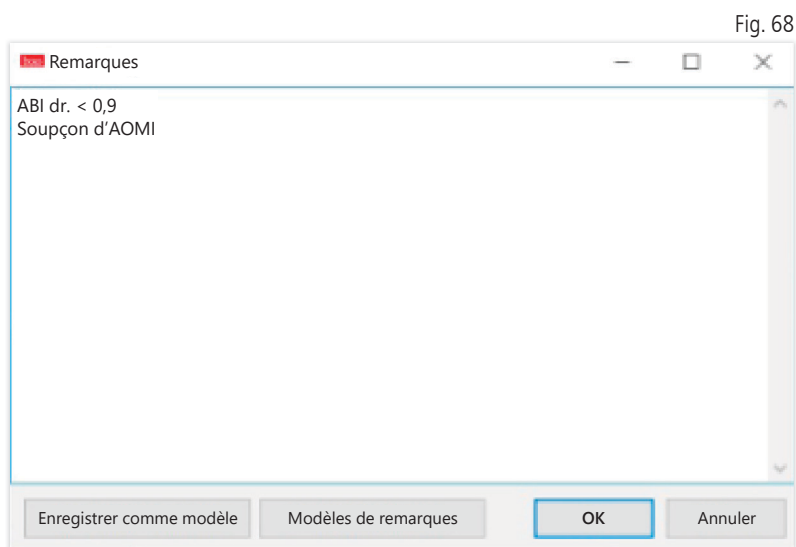 Fig. 68
Remarques
ABI dr. < 0,9
Soupçon d’AOMI
Enregistrer comme modèle
Modèles de remarques
OK
Annuler